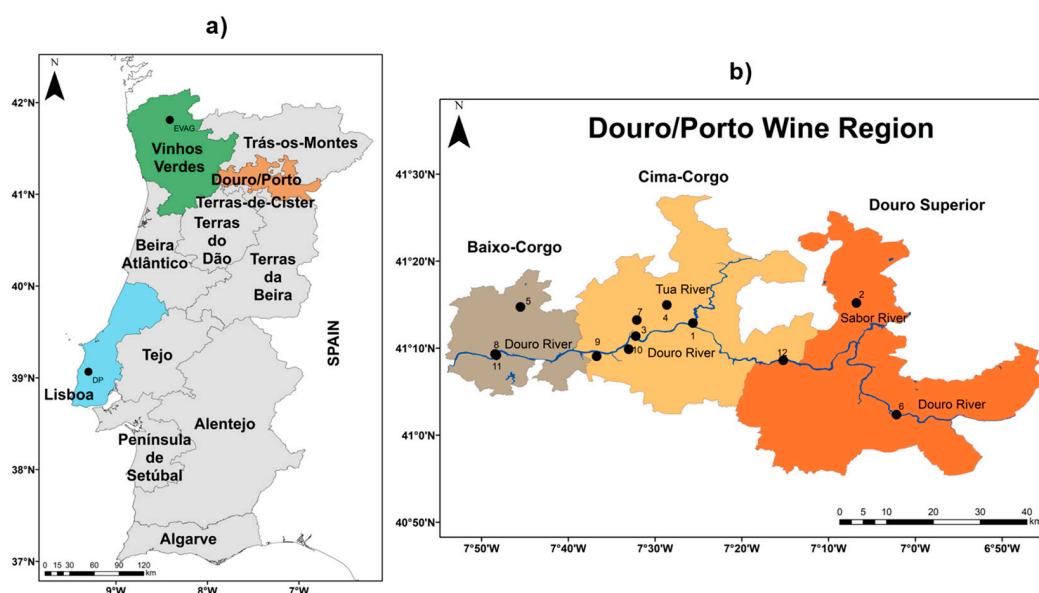 a)
N
42°N
41°N
40°N
39°N
38°N
37°N
EVAG
Vinhos
Verdes
Trás-os-Montes
Douro/Porto
Terras-de-Cister
Terras
do
Dão
Beira
Atlântico
Terras
da
Beira
SPAIN
Tejo
DP
Lisboa
Alentejo
Península
de
Setúbal
Algarve
0 15 30 60 90 120
km
9°W 8°W 7°W
b)
N
Douro/Porto Wine Region
41°30'N
41°20'N
41°10'N
41°0'N
40°50'N
Cima-Corgo
Douro Superior
Baixo-Corgo
5
Tua River
4
7
3
1
2
Sabor River
8
11
Douro River
9
10
Douro River
12
6
Douro River
0 5 10 20 30 40
km
7°50'W 7°40'W 7°30'W 7°20'W 7°10'W 7°0'W 6°50'W